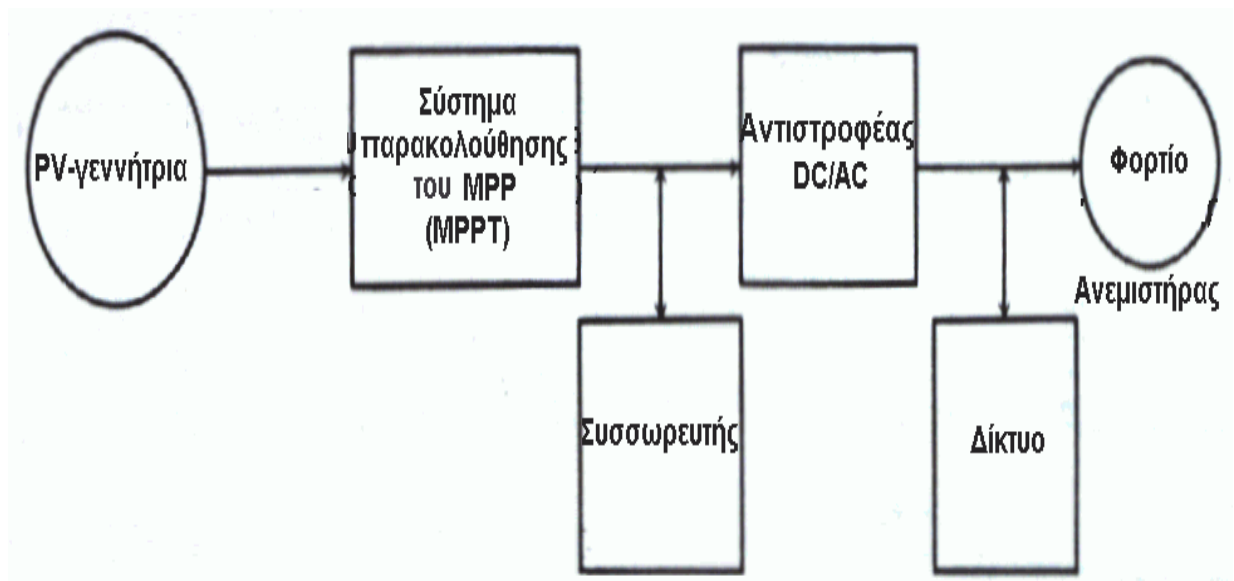 PV-γεννήτρια
Σύστημα
παρακολούθησης
του MPP
(MPPT)
Αντιστροφέας
DC/AC
Φορτίο
Ανεμιστήρας
Συσσωρευτής
Δίκτυο